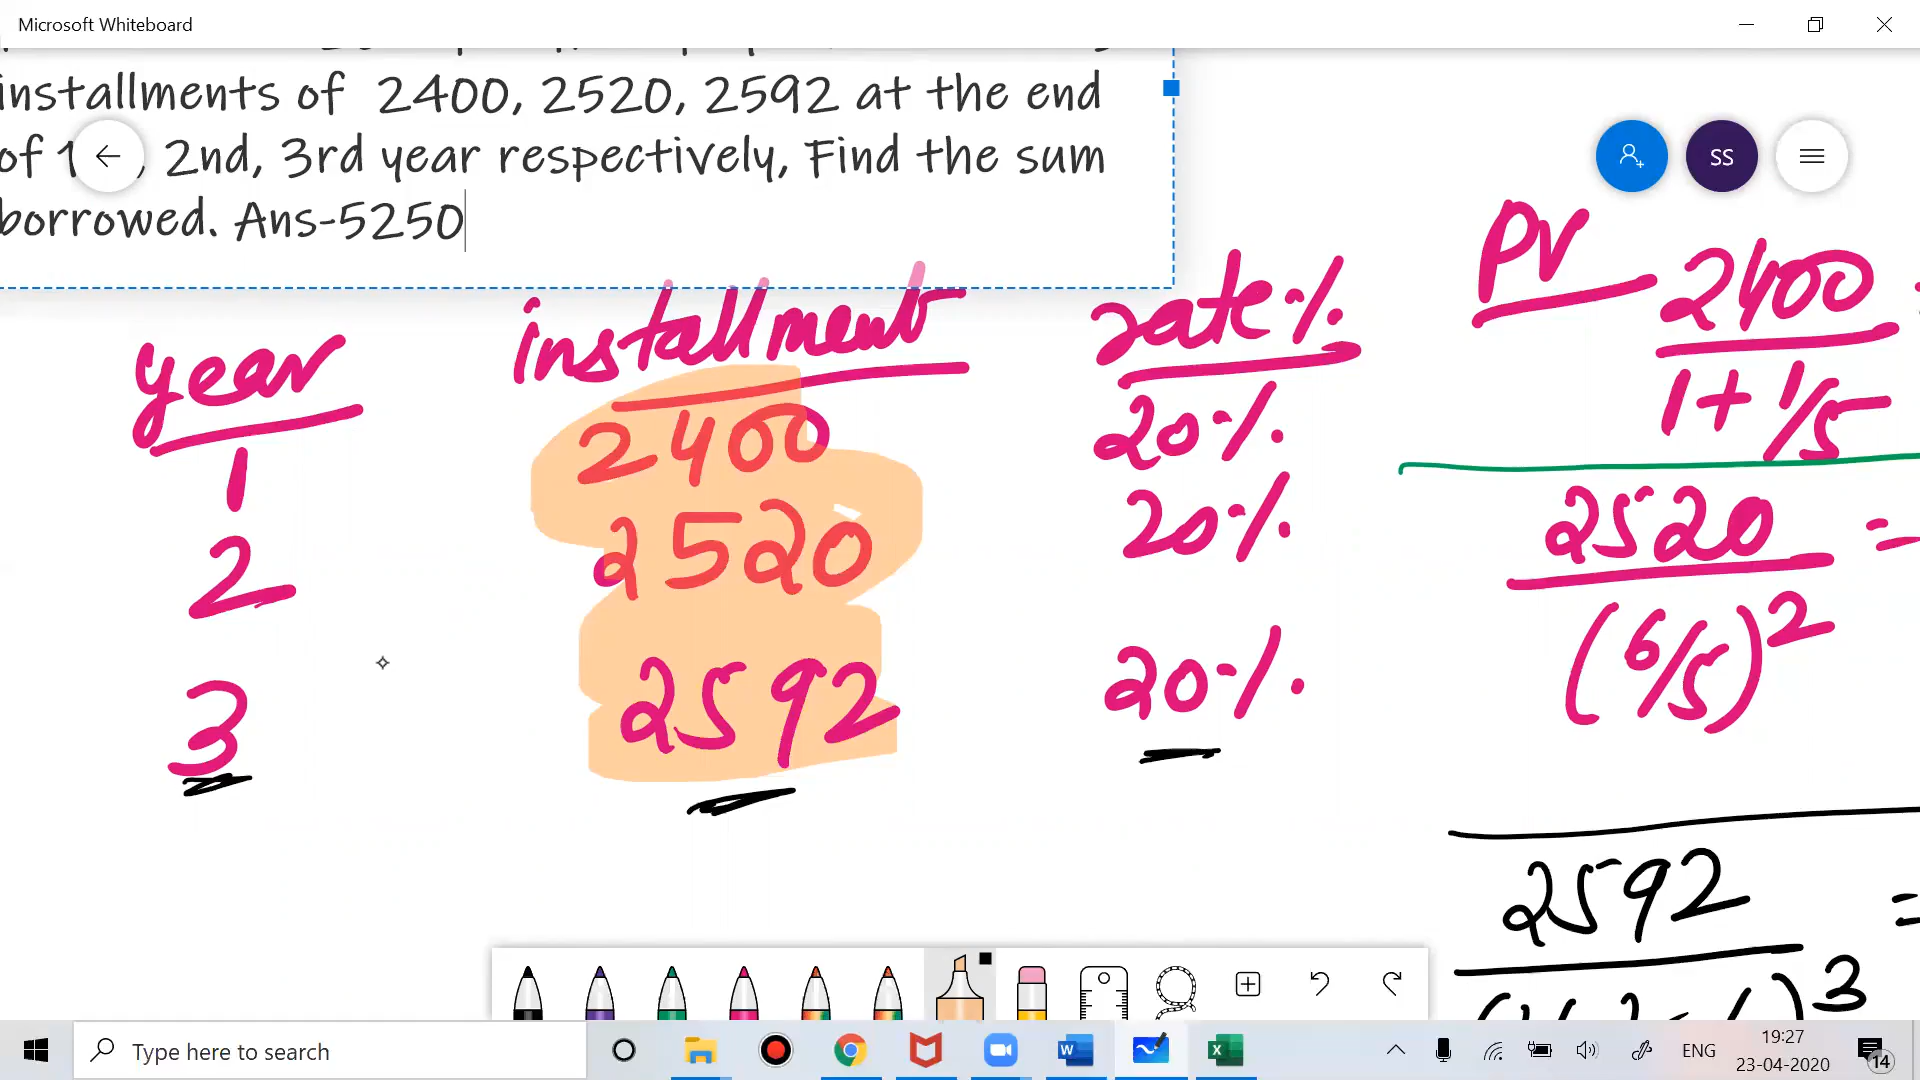 Microsoft Whiteboard
installments of 2400, 2520, 2592 at the end
of 1 , 2nd, 3rd year respectively, Find the sum
borrowed. Ans-5250
SS
year installment rate% PV 2400
1+1/5
1 2400 20%
2 2520 20% 2520 =
(6/5)2
3 2592 20%
2592 =
3
Type here to search
ENG
19:27
23-04-2020
14